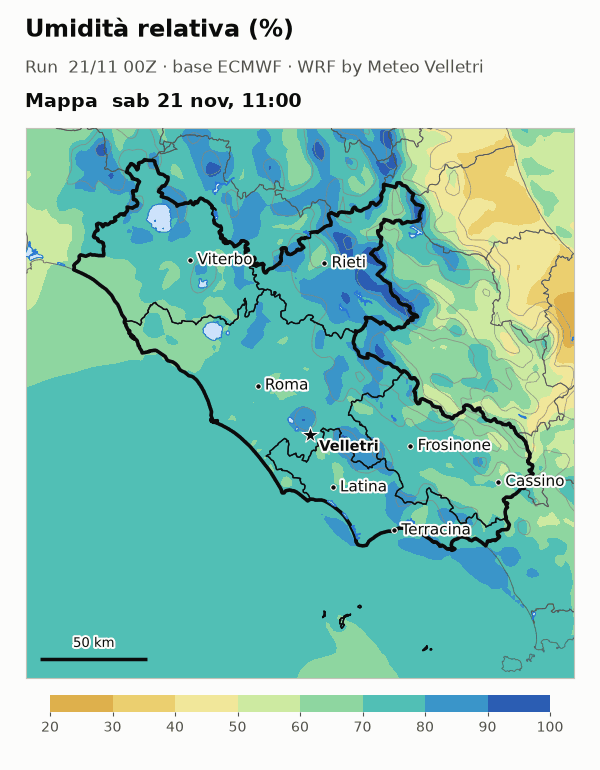 Umidità relativa (%)
Run  21/11 00Z · base ECMWF · WRF by Meteo Velletri
Mappa  sab 21 nov, 11:00
Viterbo
Rieti
Roma
Velletri
Frosinone
Latina
Cassino
Terracina
50 km
20 30 40 50 60 70 80 90 100